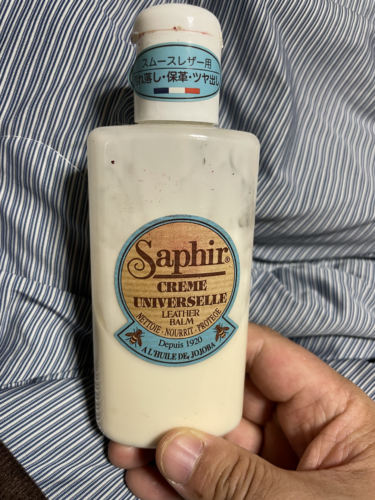 スムースレザー用
汚れ落し・保革・ツヤ出し
Saphir®
CREME
UNIVERSELLE
LEATHER
BALM
NETTOIE - NOURRIT - PROTEGE
Depuis 1920
A L'HUILE DE JOJOBA